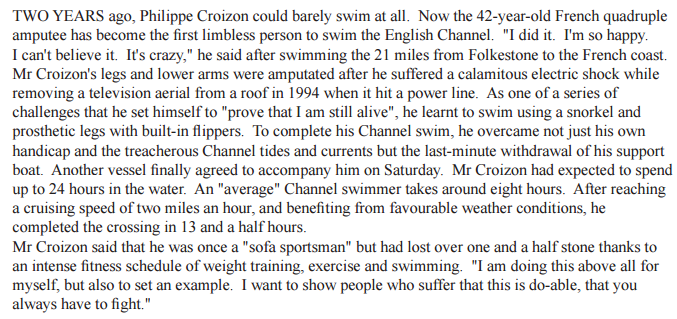 TWO YEARS ago, Philippe Croizon could barely swim at all.  Now the 42-year-old French quadruple
amputee has become the first limbless person to swim the English Channel.  "I did it.  I'm so happy.
I can't believe it.  It's crazy," he said after swimming the 21 miles from Folkestone to the French coast.
Mr Croizon's legs and lower arms were amputated after he suffered a calamitous electric shock while
removing a television aerial from a roof in 1994 when it hit a power line.  As one of a series of
challenges that he set himself to "prove that I am still alive", he learnt to swim using a snorkel and
prosthetic legs with built-in flippers.  To complete his Channel swim, he overcame not just his own
handicap and the treacherous Channel tides and currents but the last-minute withdrawal of his support
boat.  Another vessel finally agreed to accompany him on Saturday.  Mr Croizon had expected to spend
up to 24 hours in the water.  An "average" Channel swimmer takes around eight hours.  After reaching
a cruising speed of two miles an hour, and benefiting from favourable weather conditions, he
completed the crossing in 13 and a half hours.
Mr Croizon said that he was once a "sofa sportsman" but had lost over one and a half stone thanks to
an intense fitness schedule of weight training, exercise and swimming.  "I am doing this above all for
myself, but also to set an example.  I want to show people who suffer that this is do-able, that you
always have to fight."